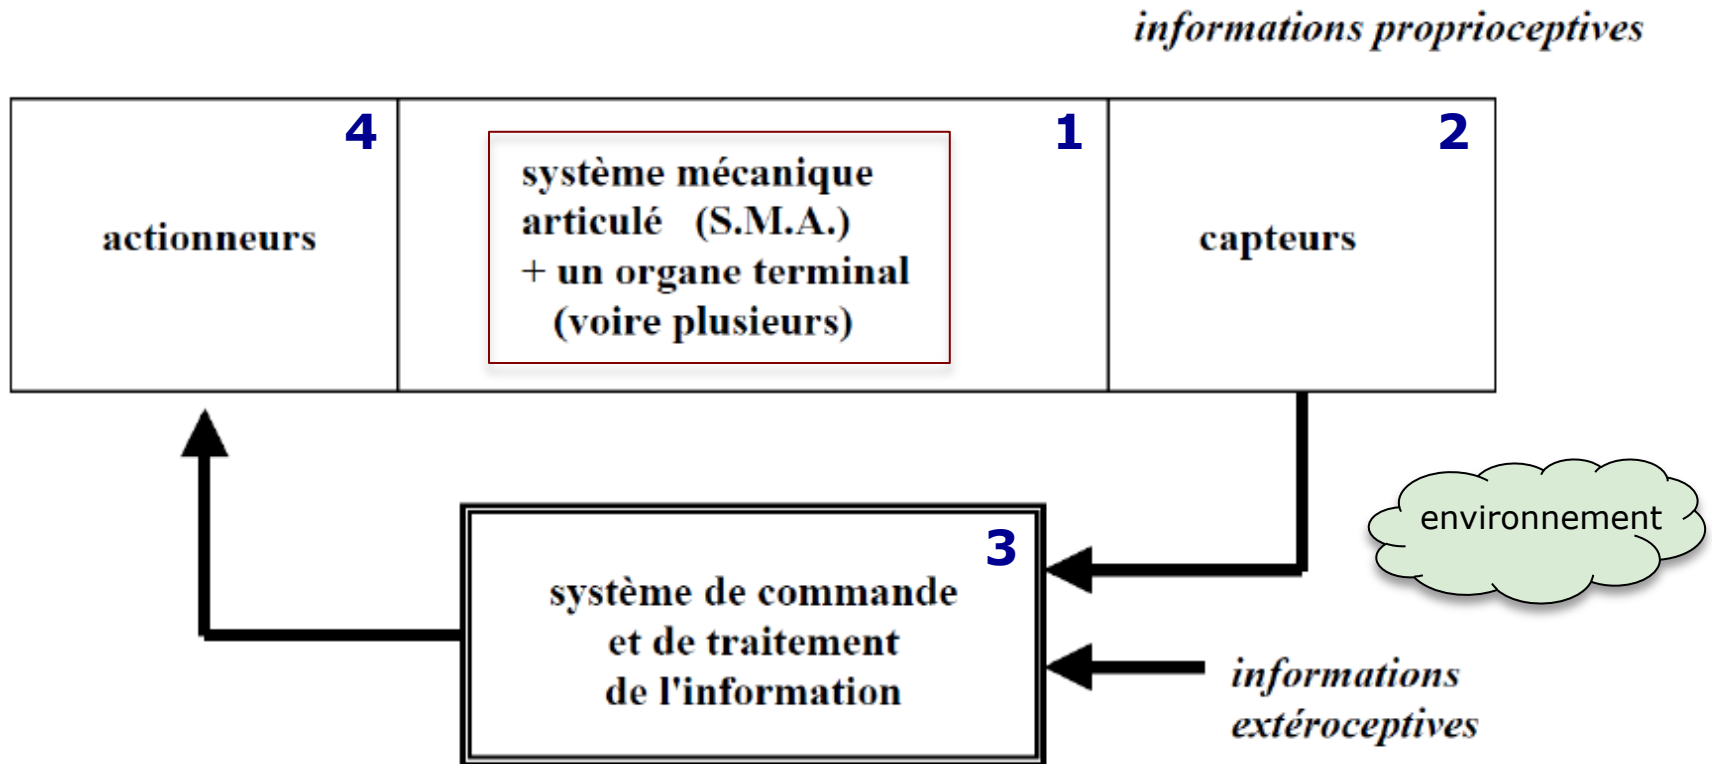 informations proprioceptives
4
1
2
actionneurs
système mécanique
articulé (S.M.A.)
+ un organe terminal
(voire plusieurs)
capteurs
environnement
3
système de commande
et de traitement
de l'information
informations
extéroceptives